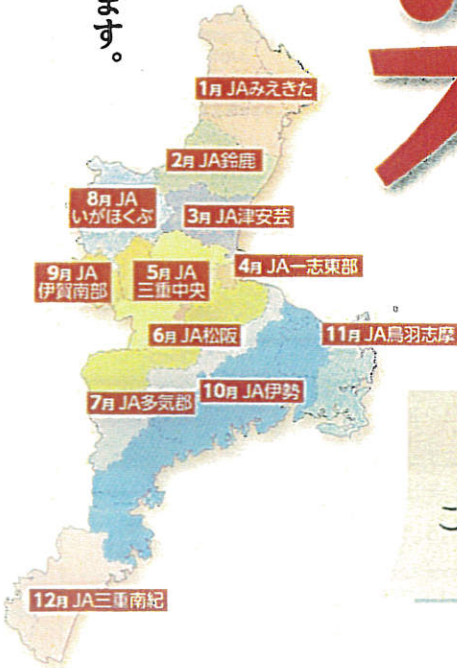 ます。
1月 JAみえきた
2月 JA鈴鹿
8月 JA
いがほくぶ
3月 JA津安芸
9月 JA
伊賀南部
5月 JA
三重中央
4月 JA一志東部
6月 JA松阪
11月 JA鳥羽志摩
7月 JA多気郡
10月 JA伊勢
12月 JA三重南紀